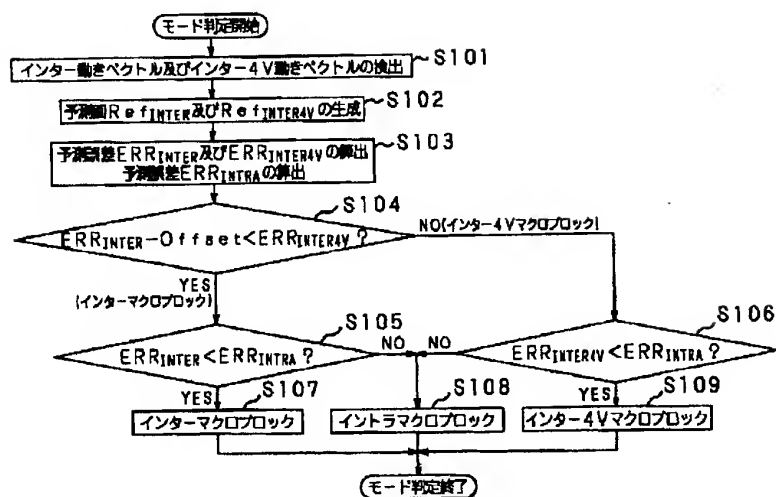 モード判定開始
S101
インター動きベクトル及びインター4V動きベクトルの検出
S102
予測画RefINTER及びRefINTER4Vの生成
S103
予測誤差ERRINTER及びERRINTER4Vの算出
予測誤差ERRINTRAの算出
S104
ERRINTER-Offset<ERRINTER4V?
NO(インター4Vマクロブロック)
YES
(インターマクロブロック)
S105
ERRINTER<ERRINTRA?
NO
NO
S106
ERRINTER4V<ERRINTRA?
YES
S107
インターマクロブロック
S108
イントラマクロブロック
YES
S109
インター4Vマクロブロック
モード判定終了